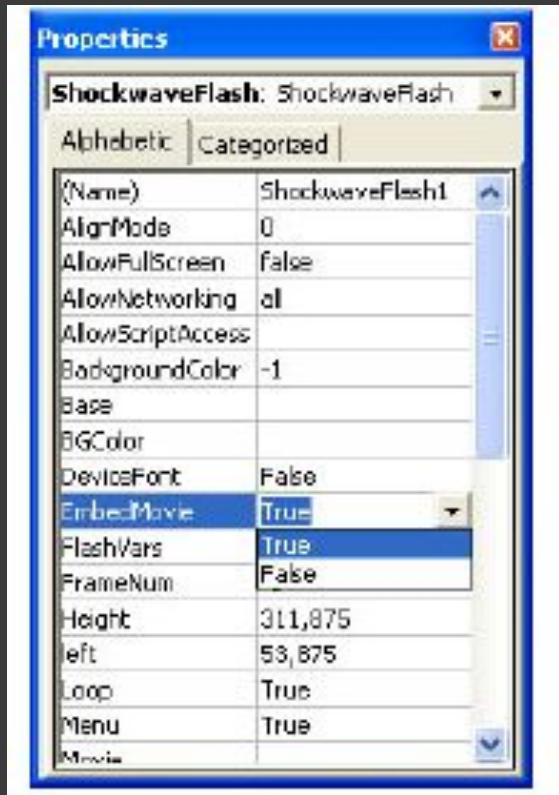 Properties
ShockwaveFlash: ShockwaveFlash
Alphabetic Categorized
(Name) ShockwaveFlash1
AlignMode 0
AllowFullScreen false
AllowNetworking all
AllowScriptAccess
BackgroundColor -1
Base
BGColor
DeviceFont False
EmbedMovie True
FlashVars True
FrameNum False
Height 311,875
left 53,875
Loop True
Menu True
Movie